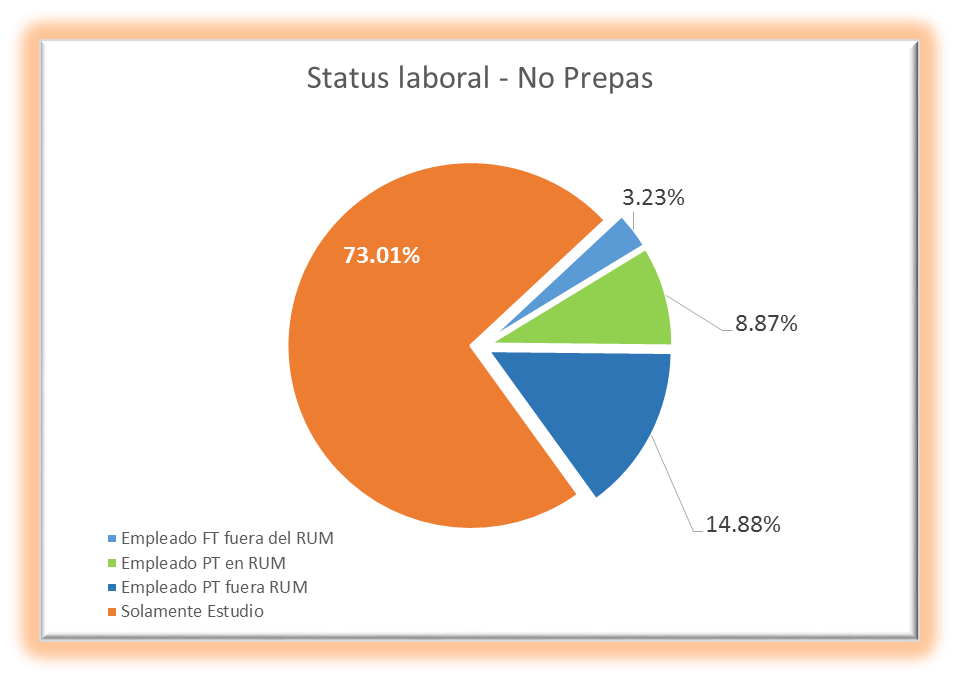 Status laboral - No Prepas
3.23%
73.01%
8.87%
14.88%
Empleado FT fuera del RUM
Empleado PT en RUM
Empleado PT fuera RUM
Solamente Estudio